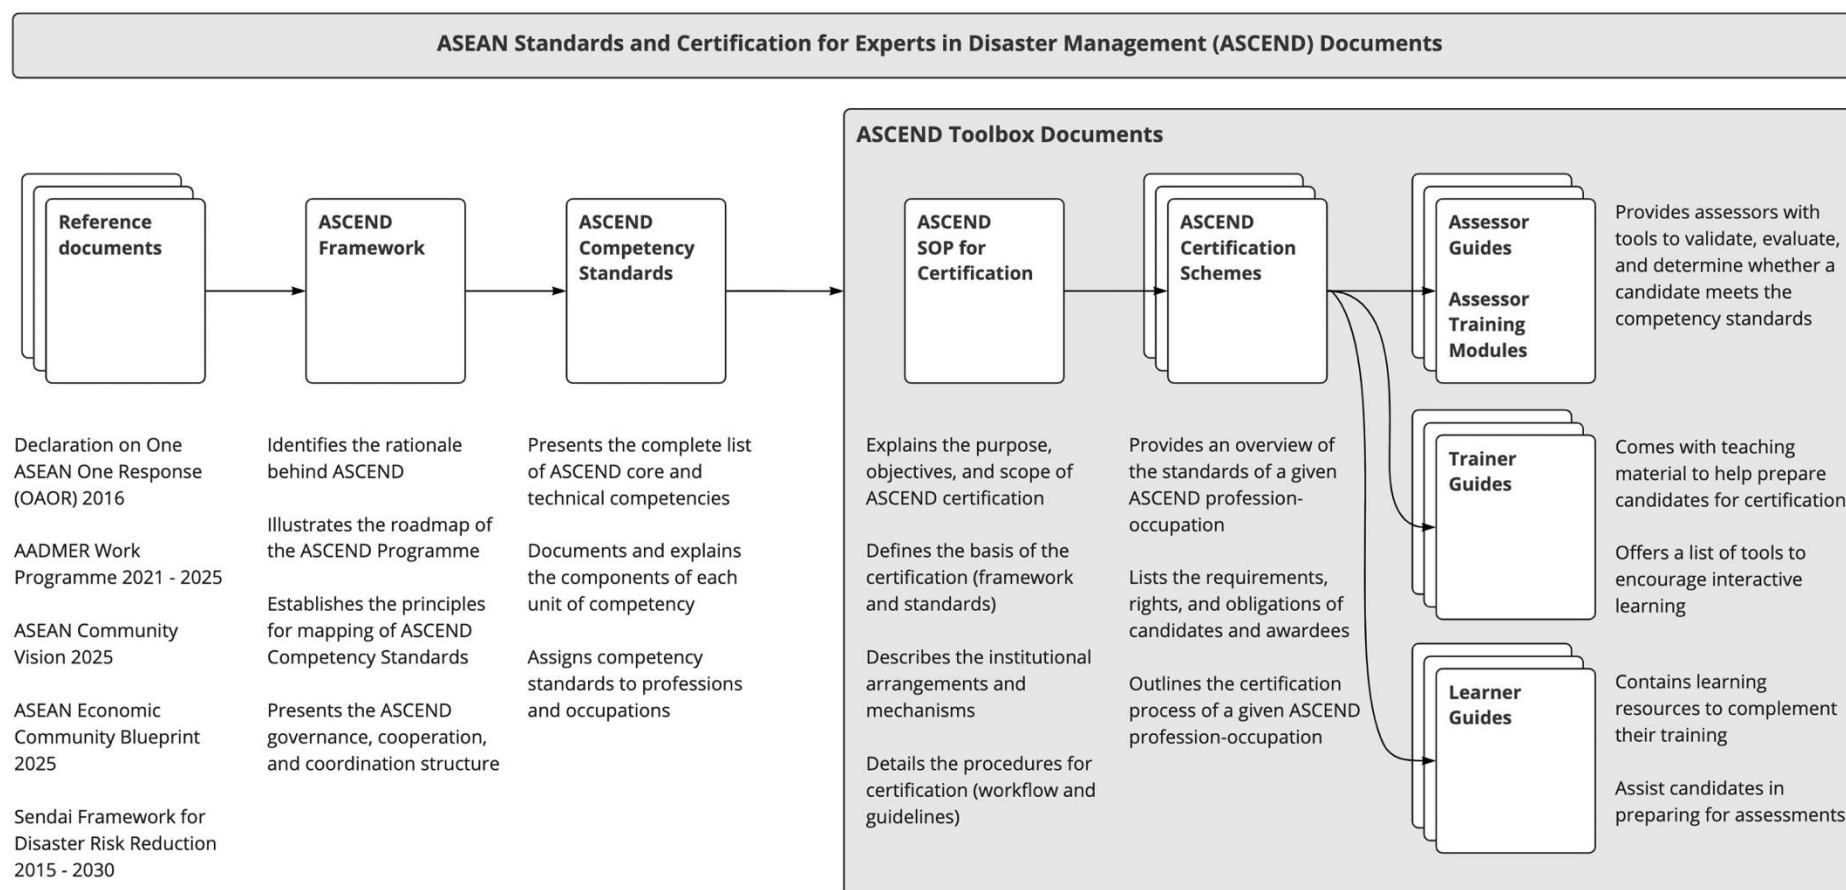 ASEAN Standards and Certification for Experts in Disaster Management (ASCEND) Documents
ASCEND Toolbox Documents
Reference
documents
Declaration on One
ASEAN One Response
(OAOR) 2016
AADMER Work
Programme 2021 - 2025
ASEAN Community
Vision 2025
ASEAN Economic
Community Blueprint
2025
Sendai Framework for
Disaster Risk Reduction
2015 - 2030
ASCEND
Framework
Identifies the rationale
behind ASCEND
Illustrates the roadmap of
the ASCEND Programme
Establishes the principles
for mapping of ASCEND
Competency Standards
Presents the ASCEND
governance, cooperation,
and coordination structure
ASCEND
Competency
Standards
Presents the complete list
of ASCEND core and
technical competencies
Documents and explains
the components of each
unit of competency
Assigns competency
standards to professions
and occupations
ASCEND
SOP for
Certification
Explains the purpose,
objectives, and scope of
ASCEND certification
Defines the basis of the
certification (framework
and standards)
Describes the institutional
arrangements and
mechanisms
Details the procedures for
certification (workflow and
guidelines)
ASCEND
Certification
Schemes
Provides an overview of
the standards of a given
ASCEND profession-
occupation
Lists the requirements,
rights, and obligations of
candidates and awardees
Outlines the certification
process of a given ASCEND
profession-occupation
Assessor
Guides
Assessor
Training
Modules
Provides assessors with
tools to validate, evaluate,
and determine whether a
candidate meets the
competency standards
Trainer
Guides
Comes with teaching
material to help prepare
candidates for certification
Offers a list of tools to
encourage interactive
learning
Learner
Guides
Contains learning
resources to complement
their training
Assist candidates in
preparing for assessments